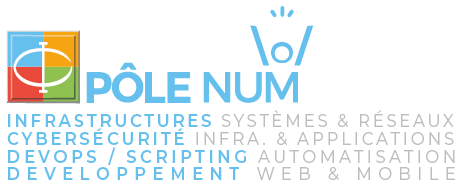 PÔLE NUM
INFRASTRUCTURES SYSTÈMES & RÉSEAUX
CYBERSÉCURITÉ INFRA. & APPLICATIONS
DEVOPS / SCRIPTING AUTOMATISATION
DEVELOPPEMENT WEB & MOBILE